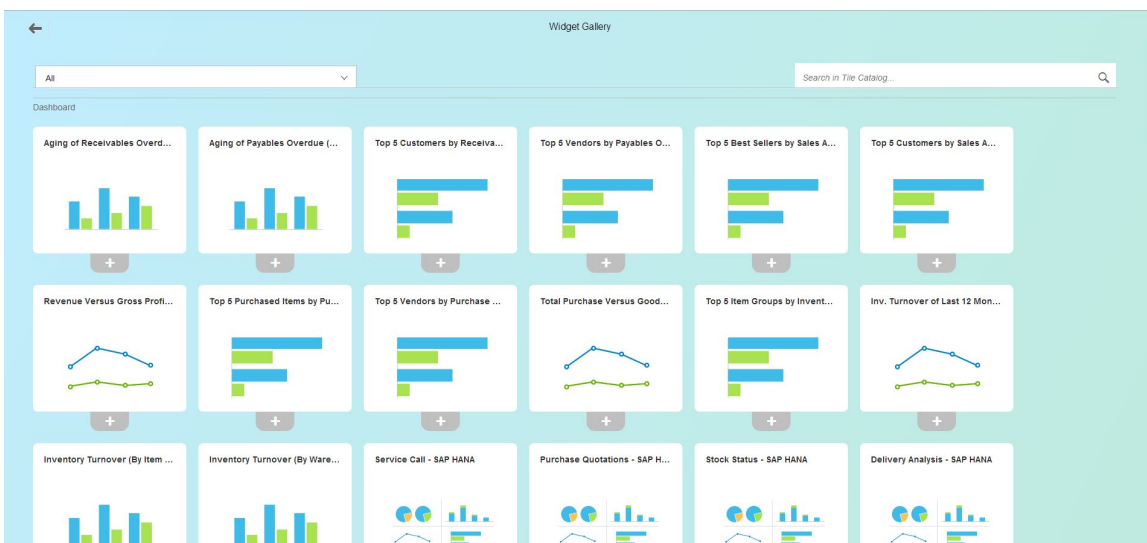 Widget Gallery
All
Search in Tile Catalog...
Dashboard
Aging of Receivables Overd...
Aging of Payables Overdue (...
Top 5 Customers by Receiva...
Top 5 Vendors by Payables O...
Top 5 Best Sellers by Sales A...
Top 5 Customers by Sales A...
Revenue Versus Gross Profi...
Top 5 Purchased Items by Pu...
Top 5 Vendors by Purchase ...
Total Purchase Versus Good...
Top 5 Item Groups by Invent...
Inv. Turnover of Last 12 Mon...
Inventory Turnover (By Item ...
Inventory Turnover (By Ware...
Service Call - SAP HANA
Purchase Quotations - SAP H...
Stock Status - SAP HANA
Delivery Analysis - SAP HANA